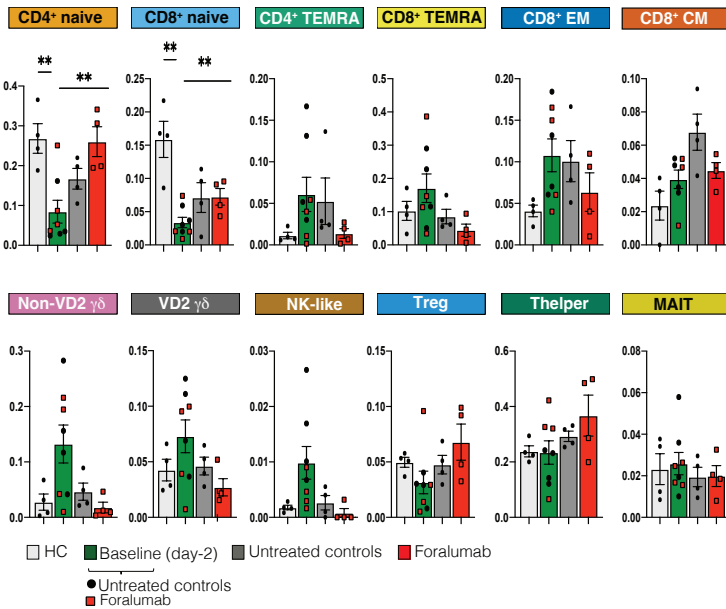 CD4⁺ naive CD8⁺ naive CD4⁺ TEMRA CD8⁺ TEMRA CD8⁺ EM CD8⁺ CM
** ** ** **
0.4 0.3 0.2 0.1 0.0
0.20 0.15 0.10 0.05 0.00
0.20 0.15 0.10 0.05 0.00
0.5 0.4 0.3 0.2 0.1 0.0
0.20 0.15 0.10 0.05 0.00
0.10 0.08 0.06 0.04 0.02 0.00
Non-VD2 γδ VD2 γδ NK-like Treg Thelper MAIT
0.3 0.2 0.1 0.0
0.15 0.10 0.05 0.00
0.03 0.02 0.01 0.00
0.15 0.10 0.05 0.00
0.6 0.4 0.2 0.0
0.08 0.06 0.04 0.02 0.00
HC Baseline (day-2) Untreated controls Foralumab
Untreated controls
Foralumab